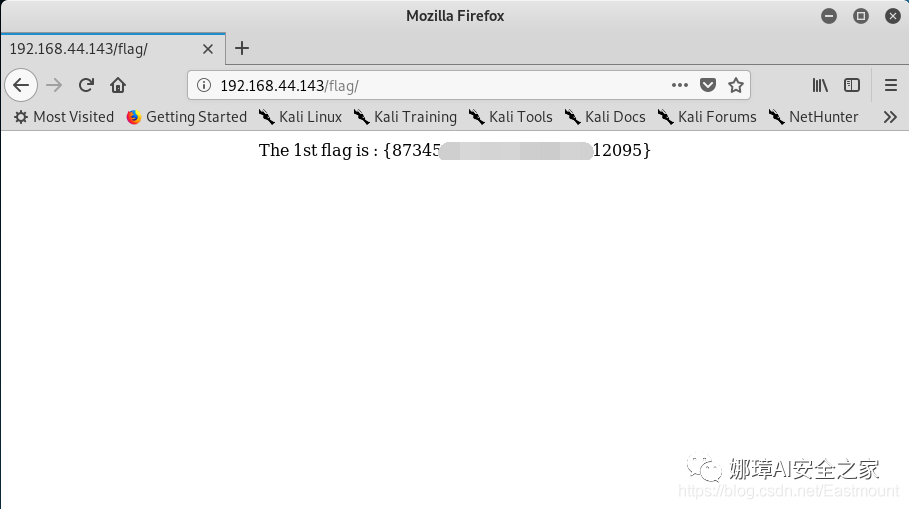 Mozilla Firefox
192.168.44.143/flag/
192.168.44.143/flag/
Most Visited Getting Started Kali Linux Kali Training Kali Tools Kali Docs Kali Forums NetHunter
The 1st flag is : {87345 12095}
娜璋AI安全之家
https://blog.csdn.net/Eastmount